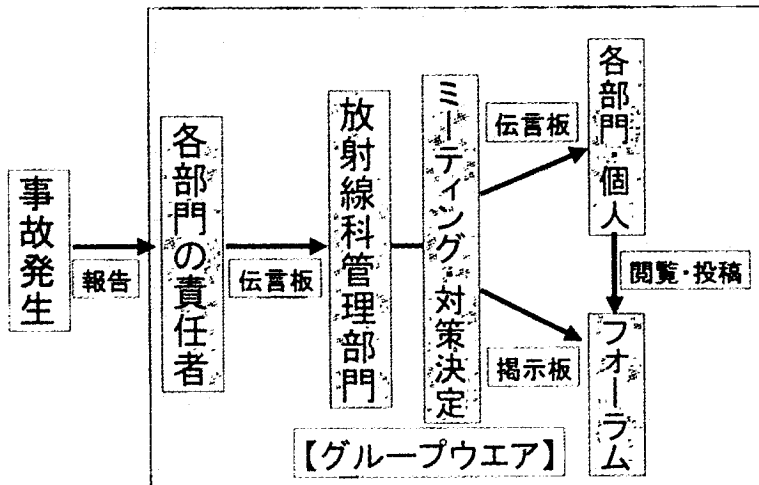 事故発生
報告
各部門の責任者
伝言板
放射線科管理部門
ミーティング・対策決定
伝言板
各部門・個人
閲覧・投稿
掲示板
フォーラム
【グループウエア】